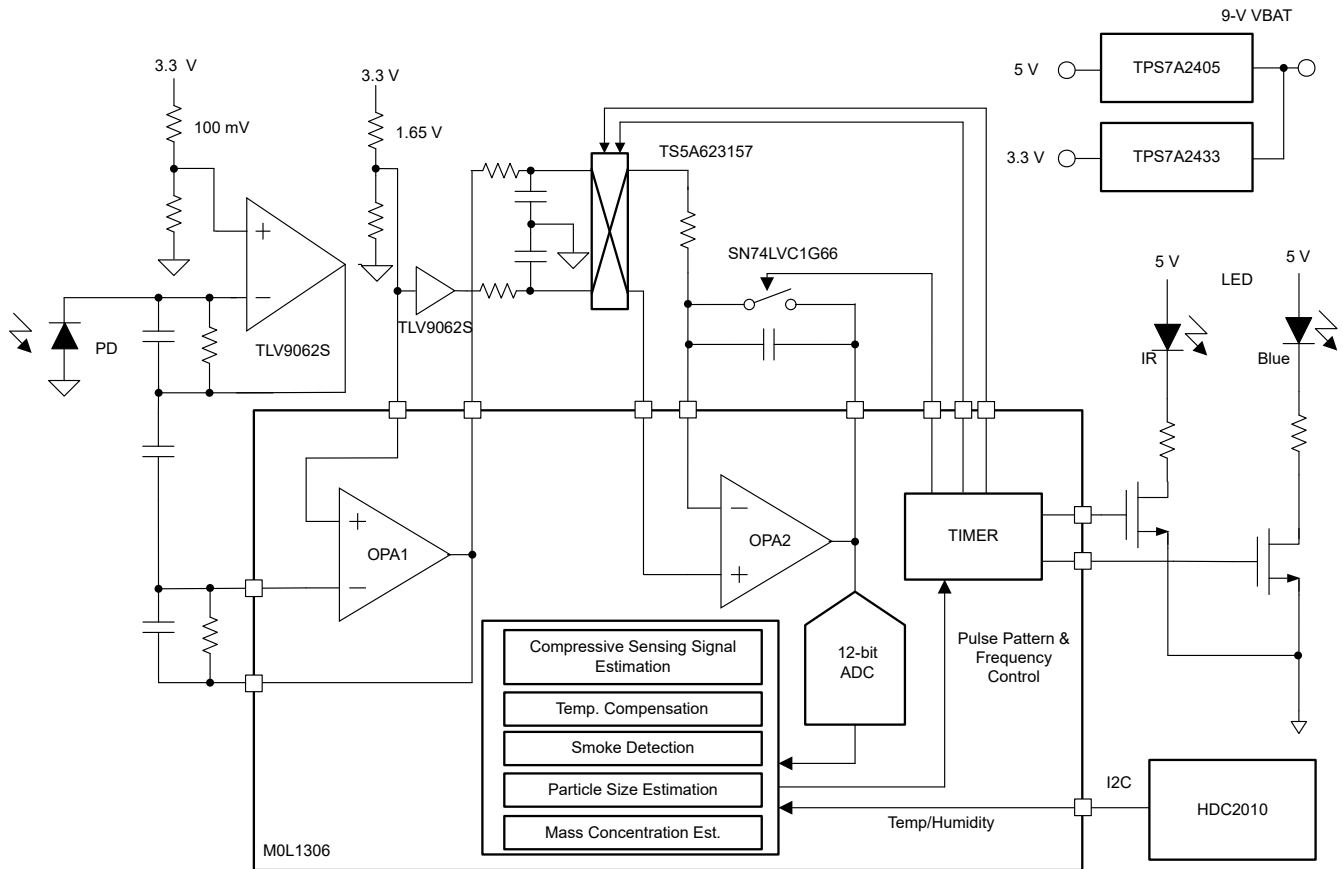 9-V VBAT
5 V
TPS7A2405
3.3 V
TPS7A2433
3.3 V
100 mV
+
−
TLV9062S
PD
3.3 V
1.65 V
TLV9062S
TS5A623157
SN74LVC1G66
5 V
LED
5 V
IR
Blue
+
OPA1
−
−
OPA2
+
TIMER
12-bit
ADC
Pulse Pattern &
Frequency
Control
Compressive Sensing Signal
Estimation
Temp. Compensation
Smoke Detection
Particle Size Estimation
Mass Concentration Est.
I2C
Temp/Humidity
HDC2010
M0L1306